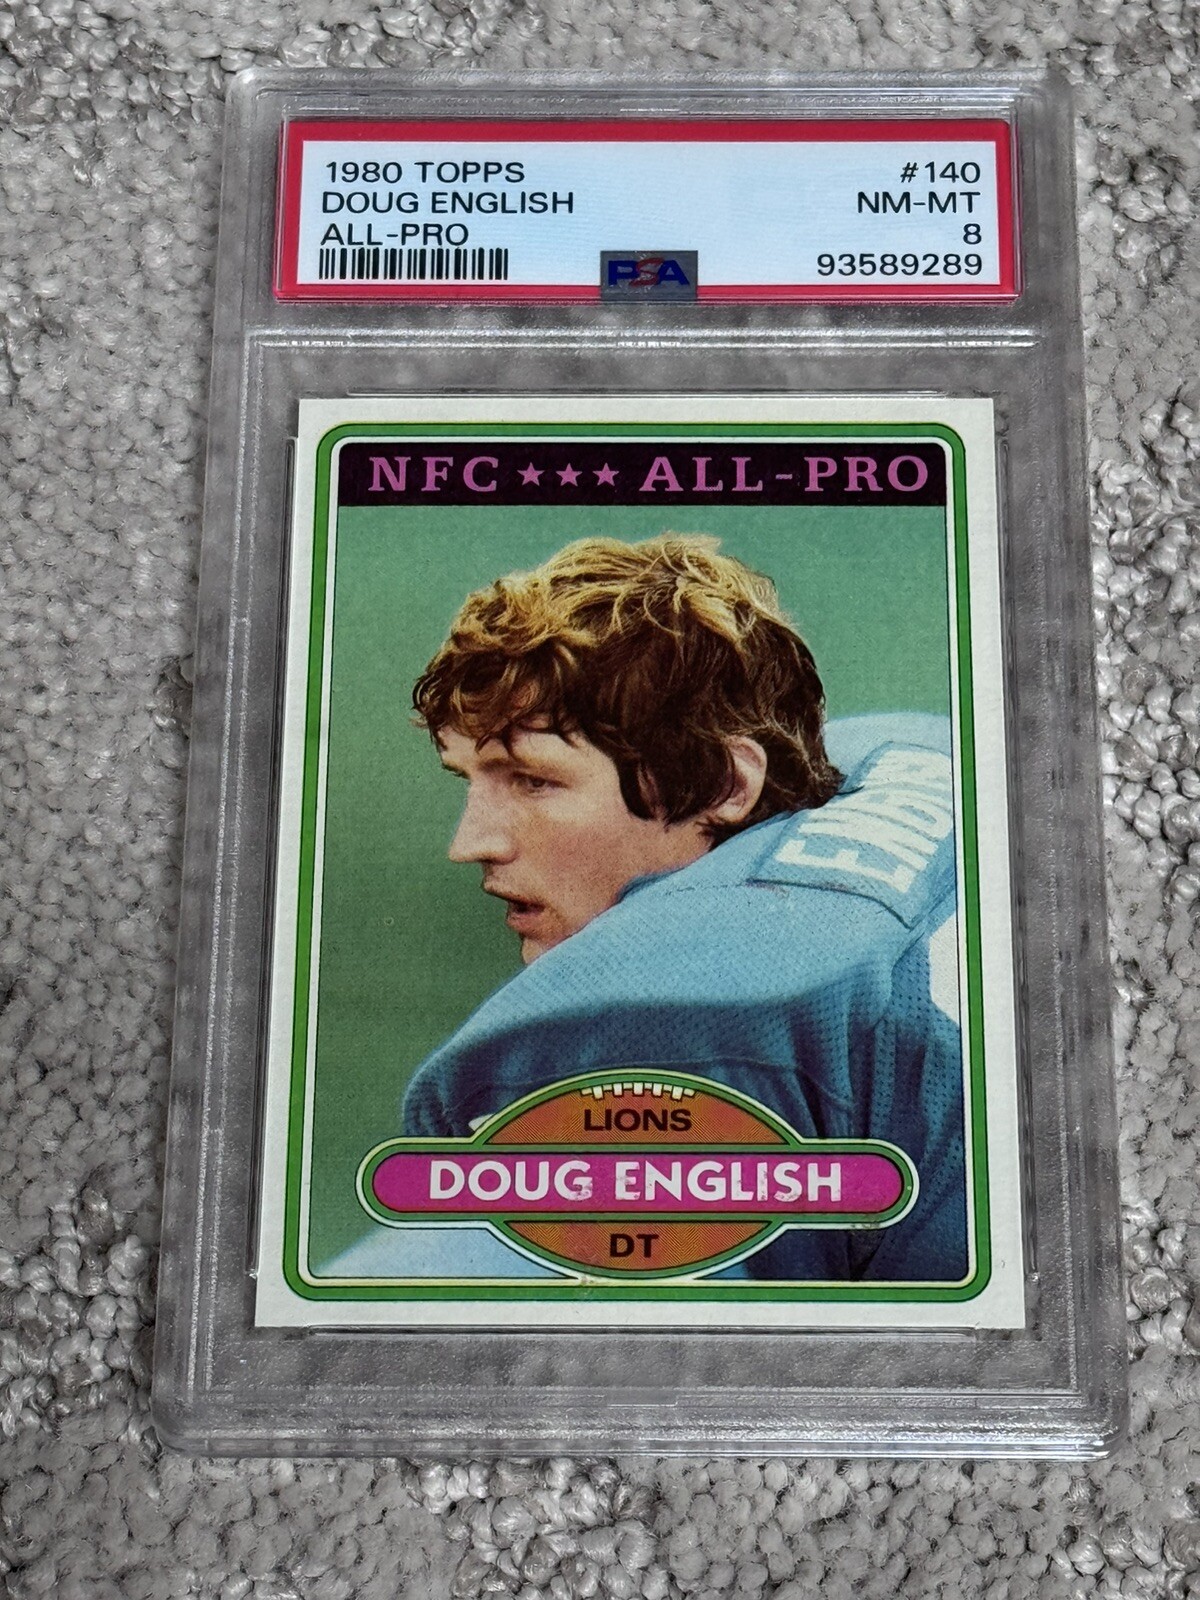 1980 TOPPS #140
DOUG ENGLISH NM-MT
ALL-PRO 8
PSA 93589289
NFC ★★★ ALL-PRO
LIONS
DOUG ENGLISH
DT